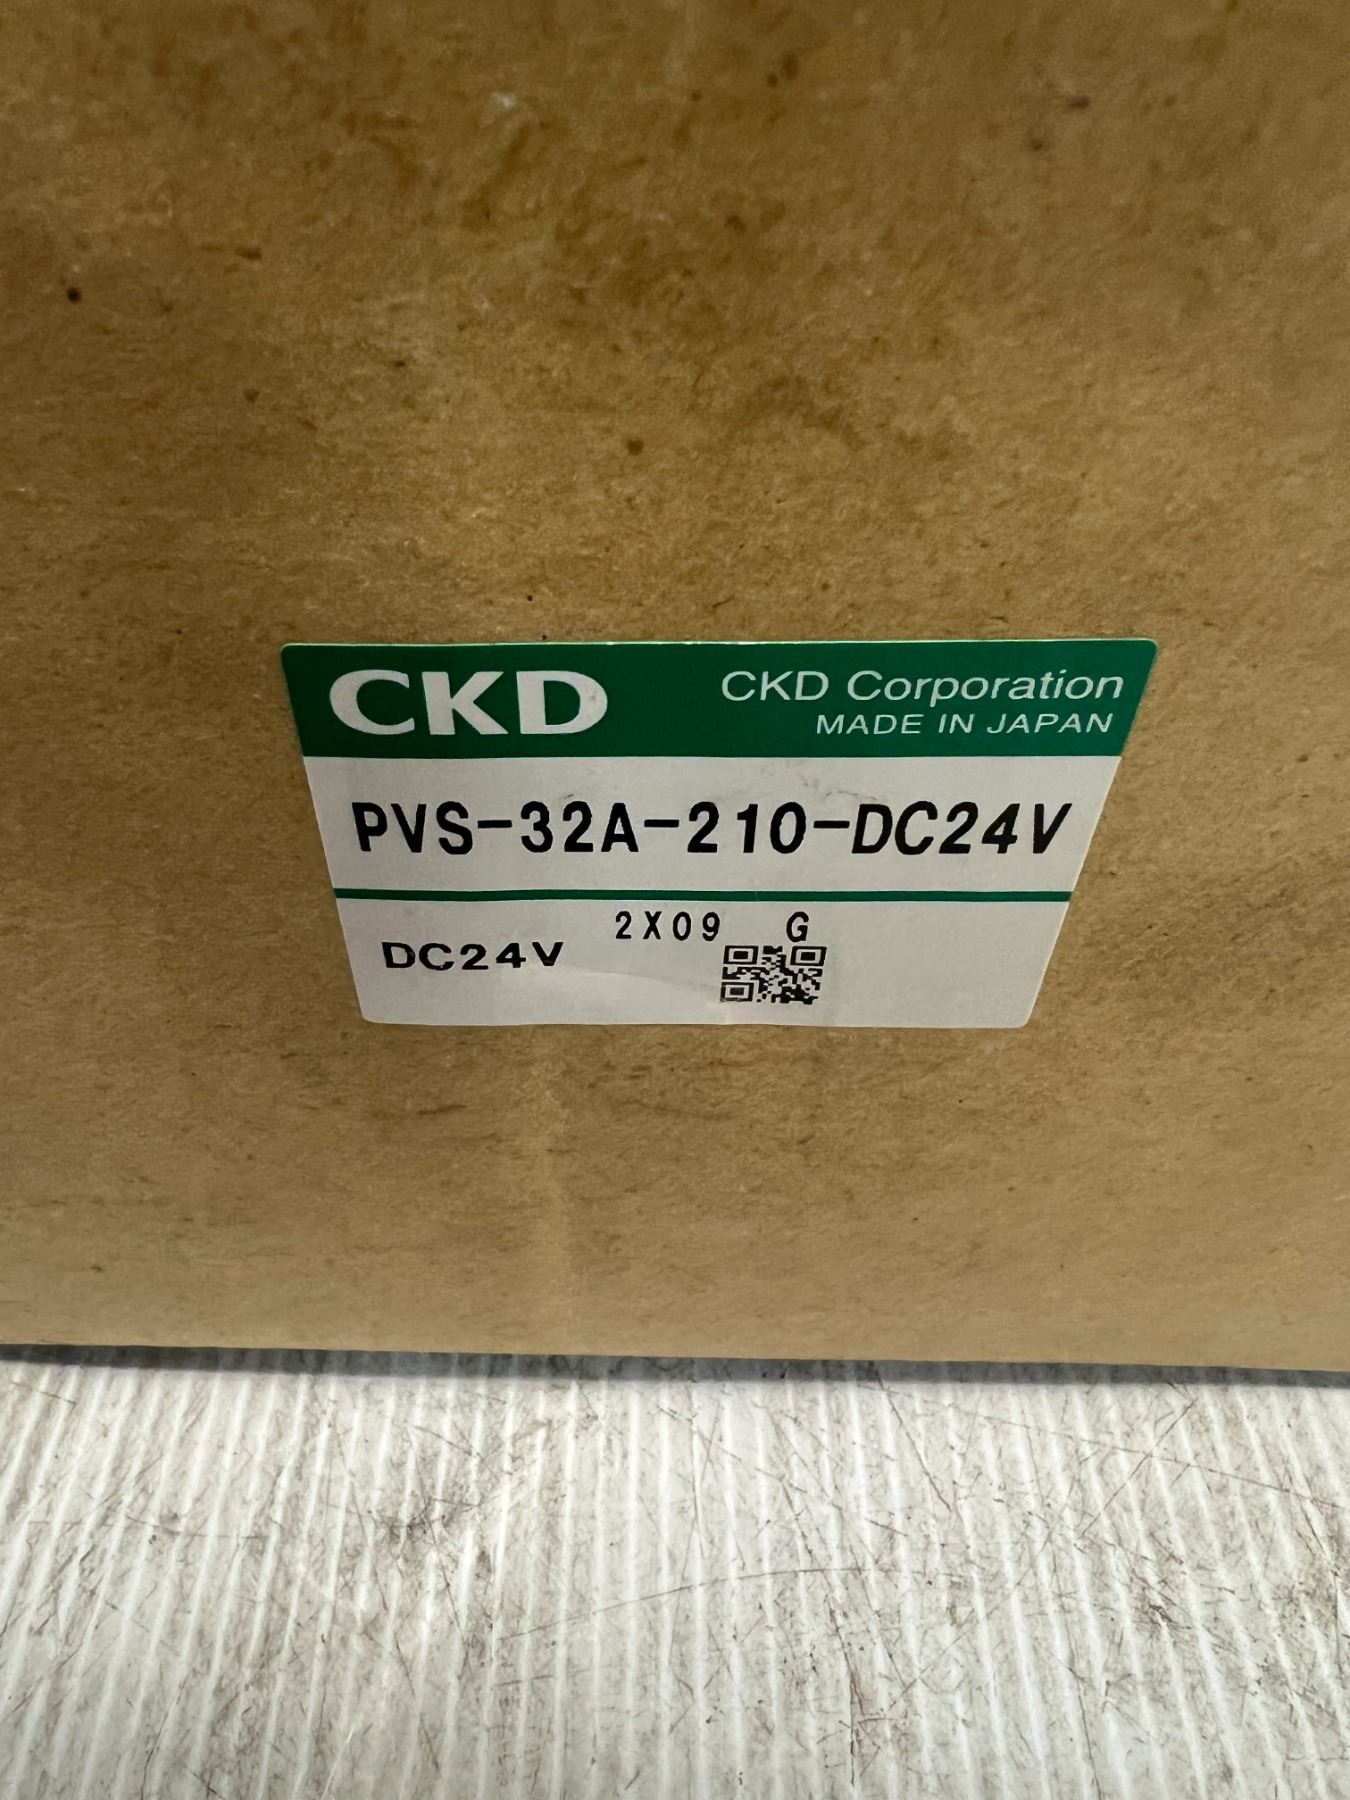 CKD
CKD Corporation
MADE IN JAPAN
PVS-32A-210-DC24V
2X09 G
DC24V